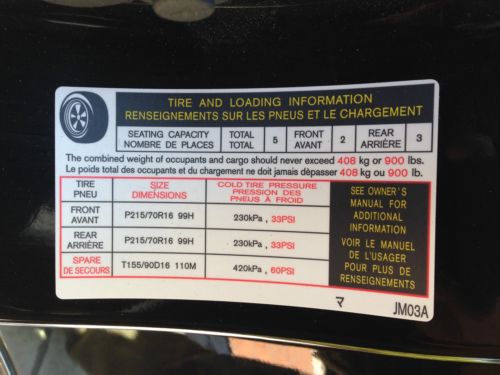 TIRE AND LOADING INFORMATION
RENSEIGNEMENTS SUR LES PNEUS ET LE CHARGEMENT
SEATING CAPACITY TOTAL 5 FRONT 2 REAR 3
NOMBRE DE PLACES TOTAL AVANT ARRIÈRE
The combined weight of occupants and cargo should never exceed 408 kg or 900 lbs.
Le poids total des occupants et du chargement ne doit jamais dépasser 408 kg ou 900 lb.
TIRE SIZE COLD TIRE PRESSURE
PNEU DIMENSIONS PRESSION DES
PNEUS À FROID
FRONT
AVANT P215/70R16 99H 230kPa , 33PSI
REAR
ARRIÈRE P215/70R16 99H 230kPa , 33PSI
SPARE
DE SECOURS T155/90D16 110M 420kPa , 60PSI
SEE OWNER'S
MANUAL FOR
ADDITIONAL
INFORMATION
VOIR LE MANUEL
DE L'USAGER
POUR PLUS DE
RENSEIGNEMENTS
JM03A